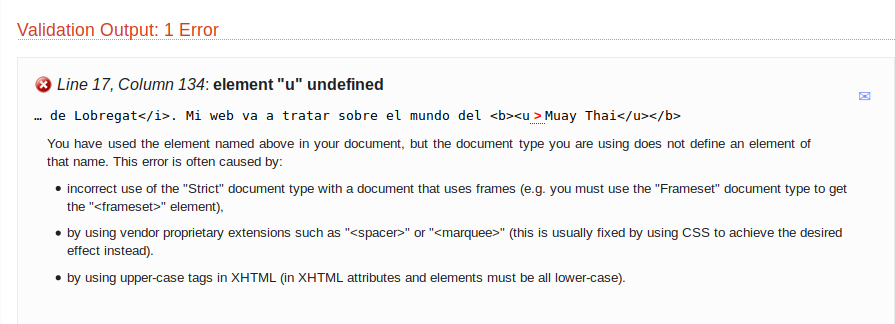 Validation Output: 1 Error
Line 17, Column 134: element "u" undefined
… de Lobregat</i>. Mi web va a tratar sobre el mundo del <b><u>Muay Thai</u></b>
You have used the element named above in your document, but the document type you are using does not define an element of
that name. This error is often caused by:
• incorrect use of the "Strict" document type with a document that uses frames (e.g. you must use the "Frameset" document type to get
the "<frameset>" element),
• by using vendor proprietary extensions such as "<spacer>" or "<marquee>" (this is usually fixed by using CSS to achieve the desired
effect instead).
• by using upper-case tags in XHTML (in XHTML attributes and elements must be all lower-case).